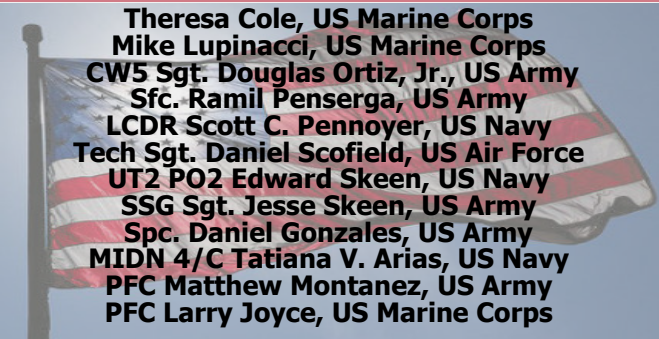 Theresa Cole, US Marine Corps
Mike Lupinacci, US Marine Corps
CW5 Sgt. Douglas Ortiz, Jr., US Army
Sfc. Ramil Penserga, US Army
LCDR Scott C. Pennoyer, US Navy
Tech Sgt. Daniel Scofield, US Air Force
UT2 PO2 Edward Skeen, US Navy
SSG Sgt. Jesse Skeen, US Army
Spc. Daniel Gonzales, US Army
MIDN 4/C Tatiana V. Arias, US Navy
PFC Matthew Montanez, US Army
PFC Larry Joyce, US Marine Corps